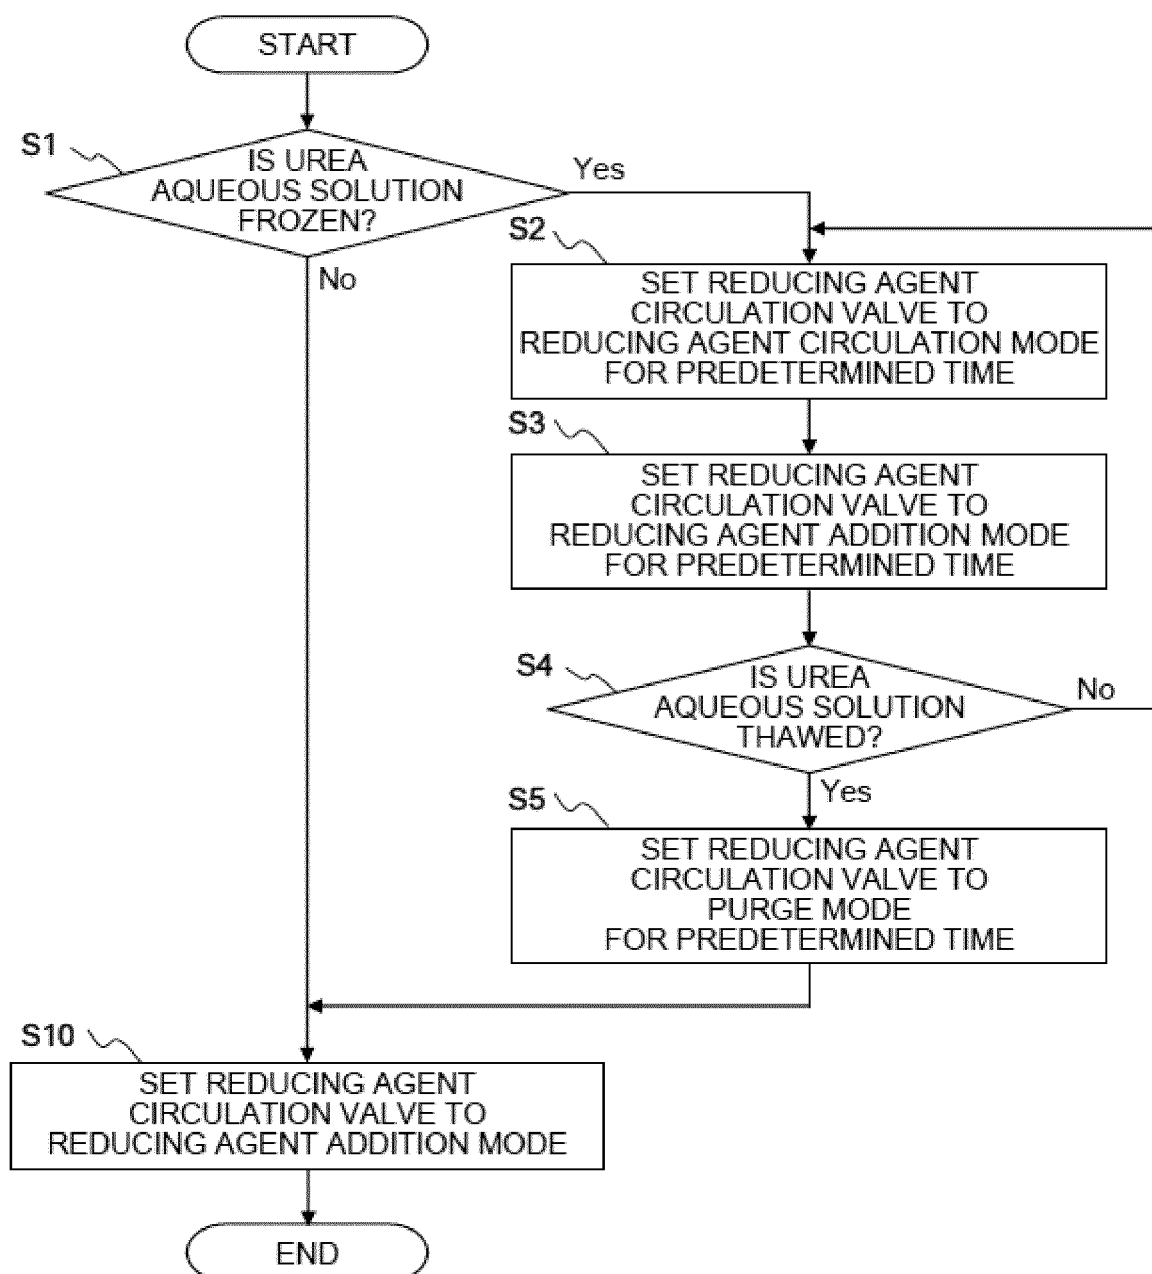 START
S1
IS UREA
AQUEOUS SOLUTION
FROZEN?
Yes
No
S2
SET REDUCING AGENT
CIRCULATION VALVE TO
REDUCING AGENT CIRCULATION MODE
FOR PREDETERMINED TIME
S3
SET REDUCING AGENT
CIRCULATION VALVE TO
REDUCING AGENT ADDITION MODE
FOR PREDETERMINED TIME
S4
IS UREA
AQUEOUS SOLUTION
THAWED?
No
Yes
S5
SET REDUCING AGENT
CIRCULATION VALVE TO
PURGE MODE
FOR PREDETERMINED TIME
S10
SET REDUCING AGENT
CIRCULATION VALVE TO
REDUCING AGENT ADDITION MODE
END